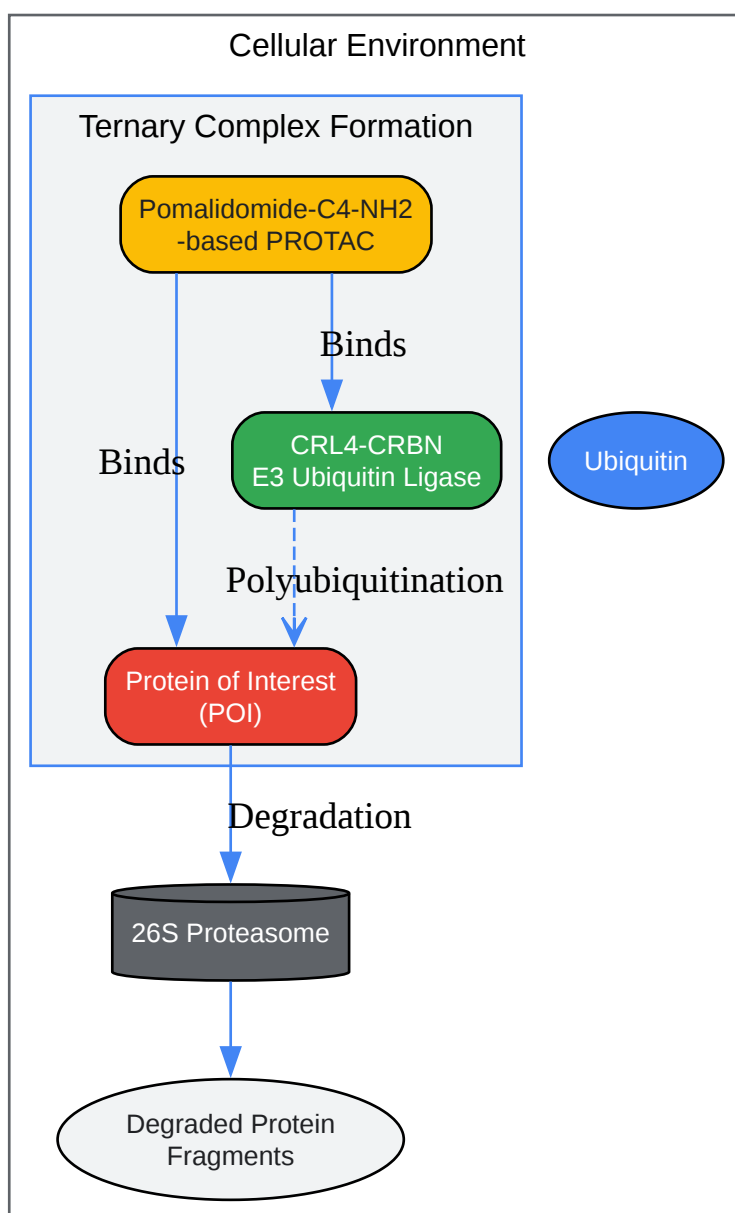 Cellular Environment
Ternary Complex Formation
Pomalidomide-C4-NH2
-based PROTAC
Binds
Binds
CRL4-CRBN
E3 Ubiquitin Ligase
Ubiquitin
Polyubiquitination
Protein of Interest
(POI)
Degradation
26S Proteasome
Degraded Protein
Fragments